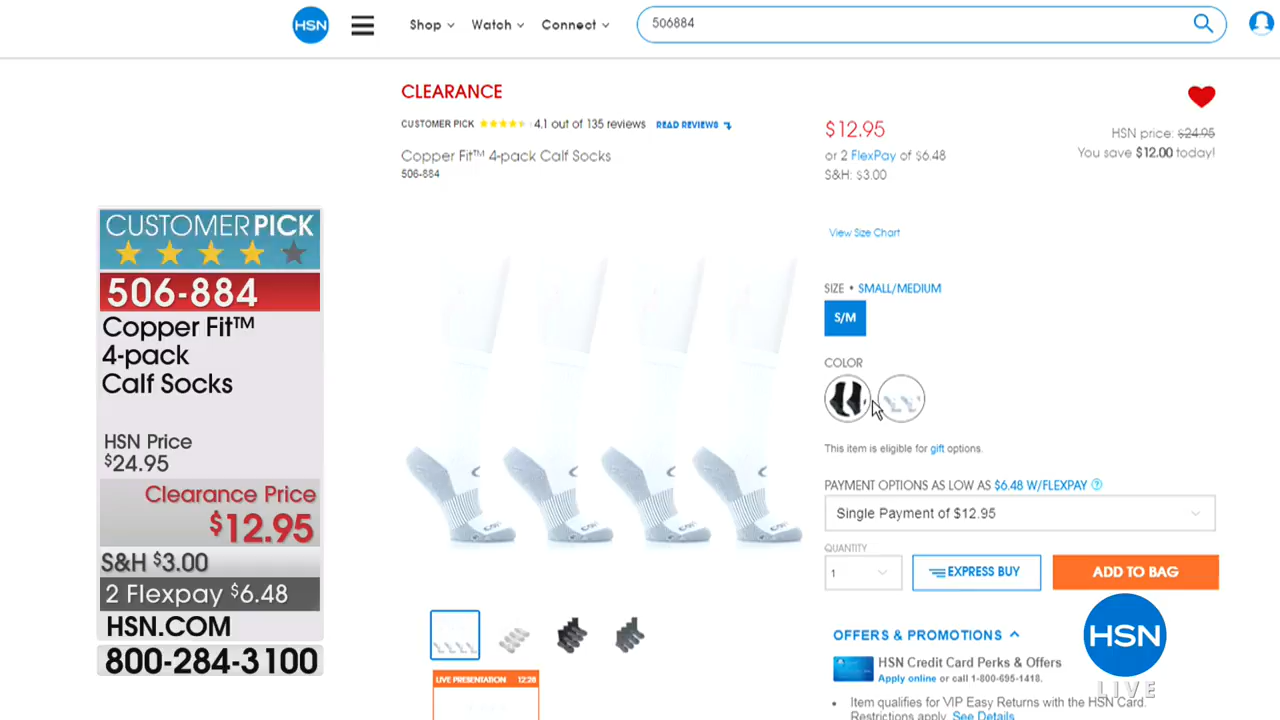 HSN
Shop
Watch
Connect
506884
CLEARANCE
CUSTOMER PICK 4.1 out of 135 reviews READ REVIEWS
Copper Fit™ 4-pack Calf Socks
506-884
$12.95
or 2 FlexPay of $6.48
S&H: $3.00
HSN price: $24.95
You save $12.00 today!
View Size Chart
SIZE • SMALL/MEDIUM
S/M
COLOR
This item is eligible for gift options.
PAYMENT OPTIONS AS LOW AS $6.48 W/FLEXPAY ?
Single Payment of $12.95
QUANTITY
1
EXPRESS BUY
ADD TO BAG
OFFERS & PROMOTIONS
HSN Credit Card Perks & Offers
Apply online or call 1-800-695-1418.
• Item qualifies for VIP Easy Returns with the HSN Card.
Restrictions apply. See Details
LIVE PRESENTATION 12:28
CUSTOMER PICK
506-884
Copper Fit™
4-pack
Calf Socks
HSN Price
$24.95
Clearance Price
$12.95
S&H $3.00
2 Flexpay $6.48
HSN.COM
800-284-3100
HSN
LIVE